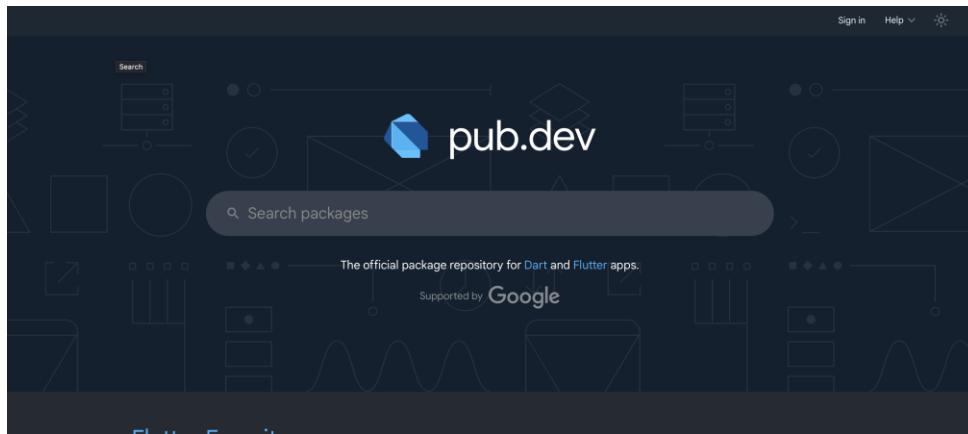 Sign in Help
Search
pub.dev
Search packages
The official package repository for Dart and Flutter apps.
Supported by Google